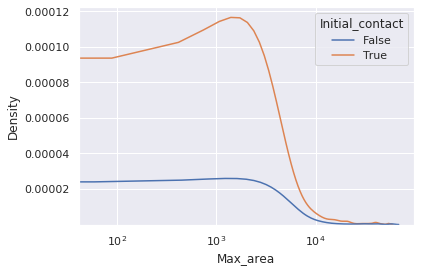 0.00012
0.00010
0.00008
0.00006
0.00004
0.00002
Density
Initial_contact
False
True
10²
10³
10⁴
Max_area